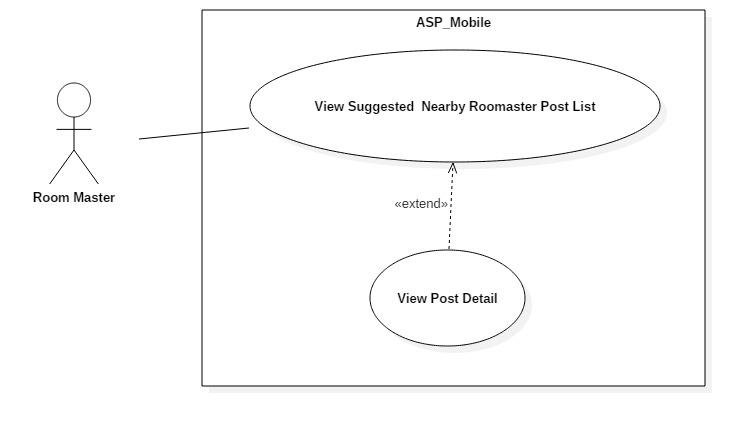 ASP_Mobile
View Suggested  Nearby Roomaster Post List
Room Master
«extend»
View Post Detail